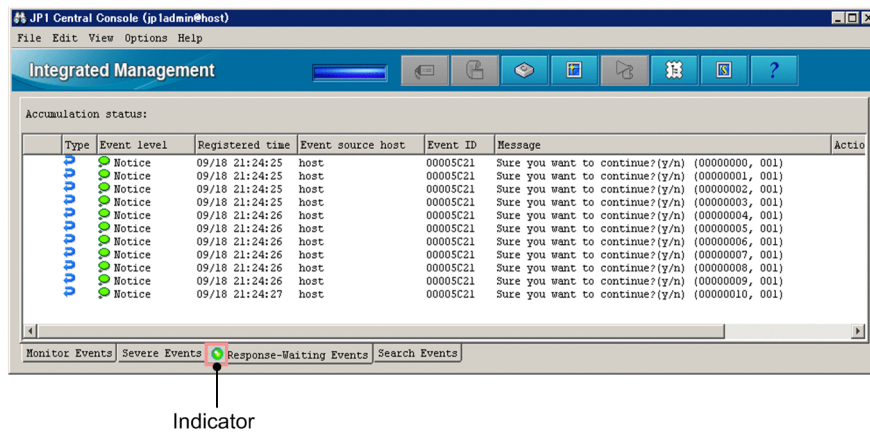 JP1 Central Console (jp1admin@host)
File Edit View Options Help
Integrated Management
Accumulation status:
Type Event level Registered time Event source host Event ID Message Actio
Notice 09/18 21:24:25 host 00005C21 Sure you want to continue?(y/n) (00000000, 001)
Notice 09/18 21:24:25 host 00005C21 Sure you want to continue?(y/n) (00000001, 001)
Notice 09/18 21:24:25 host 00005C21 Sure you want to continue?(y/n) (00000002, 001)
Notice 09/18 21:24:25 host 00005C21 Sure you want to continue?(y/n) (00000003, 001)
Notice 09/18 21:24:26 host 00005C21 Sure you want to continue?(y/n) (00000004, 001)
Notice 09/18 21:24:26 host 00005C21 Sure you want to continue?(y/n) (00000005, 001)
Notice 09/18 21:24:26 host 00005C21 Sure you want to continue?(y/n) (00000006, 001)
Notice 09/18 21:24:26 host 00005C21 Sure you want to continue?(y/n) (00000007, 001)
Notice 09/18 21:24:26 host 00005C21 Sure you want to continue?(y/n) (00000008, 001)
Notice 09/18 21:24:26 host 00005C21 Sure you want to continue?(y/n) (00000009, 001)
Notice 09/18 21:24:27 host 00005C21 Sure you want to continue?(y/n) (00000010, 001)
Monitor Events Severe Events Response-Waiting Events Search Events
Indicator